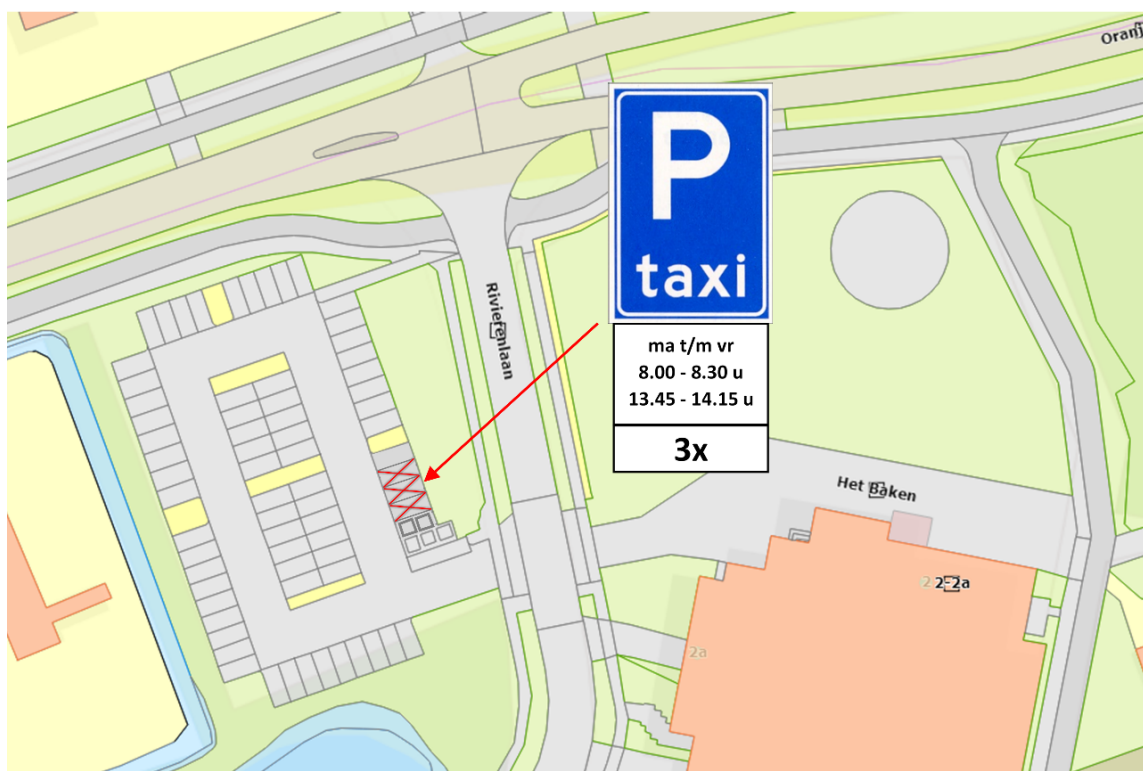 Oranj
P
taxi
ma t/m vr
8.00 - 8.30 u
13.45 - 14.15 u
3x
Rivierenlaan
Het Baken
2-2a
2a